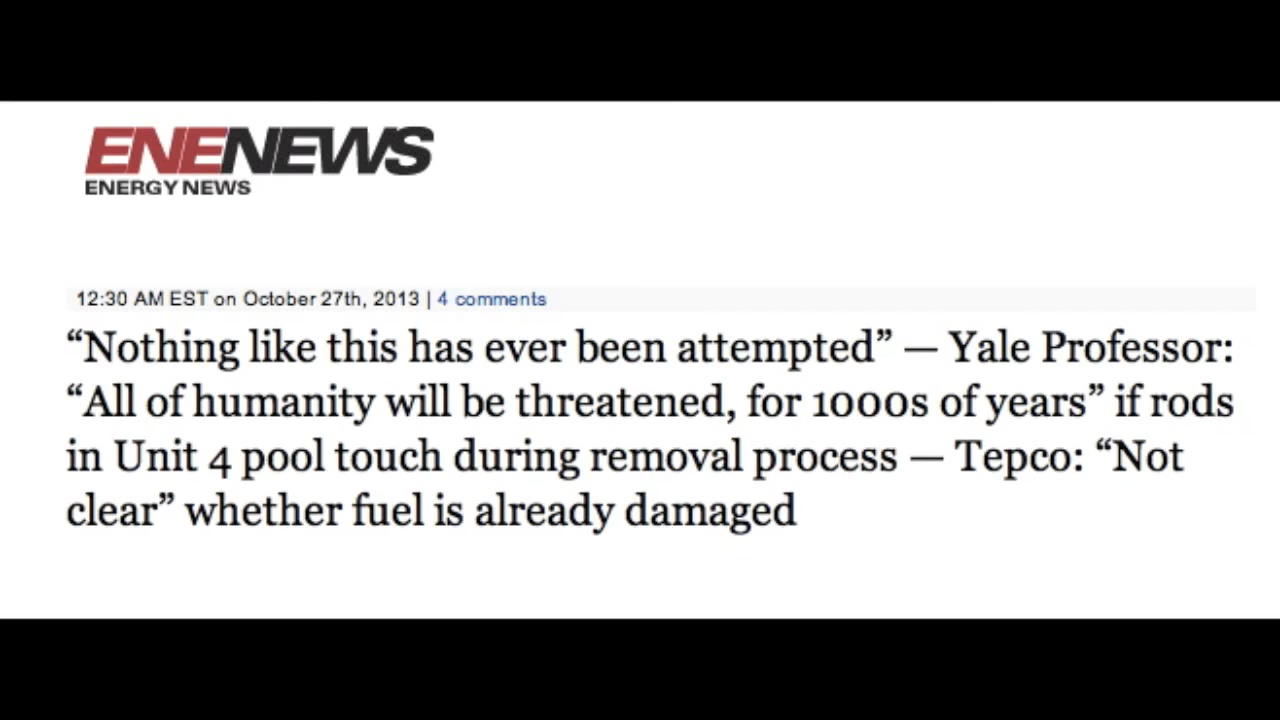 ENENEWS
ENERGY NEWS
12:30 AM EST on October 27th, 2013 | 4 comments
“Nothing like this has ever been attempted” — Yale Professor:
“All of humanity will be threatened, for 1000s of years” if rods
in Unit 4 pool touch during removal process — Tepco: “Not
clear” whether fuel is already damaged